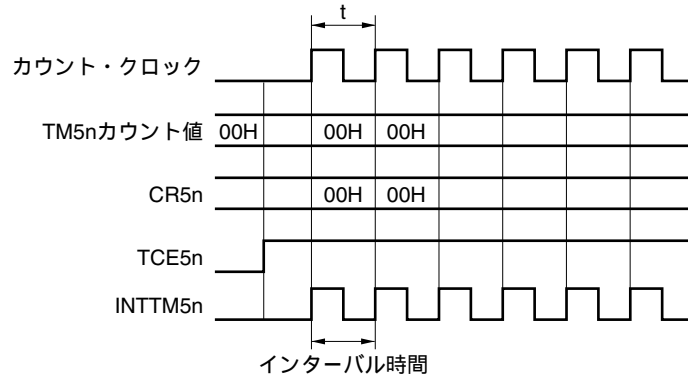 t
カウント・クロック
TM5nカウント値 00H 00H 00H
CR5n 00H 00H
TCE5n
INTTM5n
インターバル時間